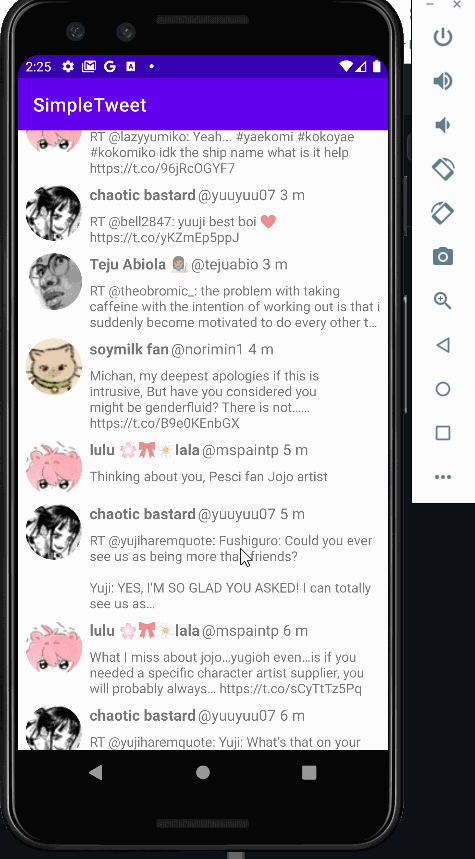 2:25
SimpleTweet
RT @lazyyumiko: Yeah... #yaekomi #kokoyae
#kokomiko idk the ship name what is it help
https://t.co/96jRcOGYF7
chaotic bastard @yuuyuu07 3 m
RT @bell2847: yuuji best boi ❤️
https://t.co/yKZmEp5ppJ
Teju Abiola 👩🏽‍💻 @tejuabio 3 m
RT @theobromic_: the problem with taking
caffeine with the intention of working out is that i
suddenly become motivated to do every other t…
soymilk fan @norimin1 4 m
Michan, my deepest apologies if this is
intrusive, But have you considered you
might be genderfluid? There is not……
https://t.co/B9e0KEnbGX
lulu 🌸🎀🌼lala @mspaintp 5 m
Thinking about you, Pesci fan Jojo artist
chaotic bastard @yuuyuu07 5 m
RT @yujiharemquote: Fushiguro: Could you ever
see us as being more than friends?
Yuji: YES, I'M SO GLAD YOU ASKED! I can totally
see us as…
lulu 🌸🎀🌼lala @mspaintp 6 m
What I miss about jojo…yugioh even…is if you
needed a specific character artist supplier, you
will probably always… https://t.co/sCyTtTz5Pq
chaotic bastard @yuuyuu07 6 m
RT @yujiharemquote: Yuji: What's that on your